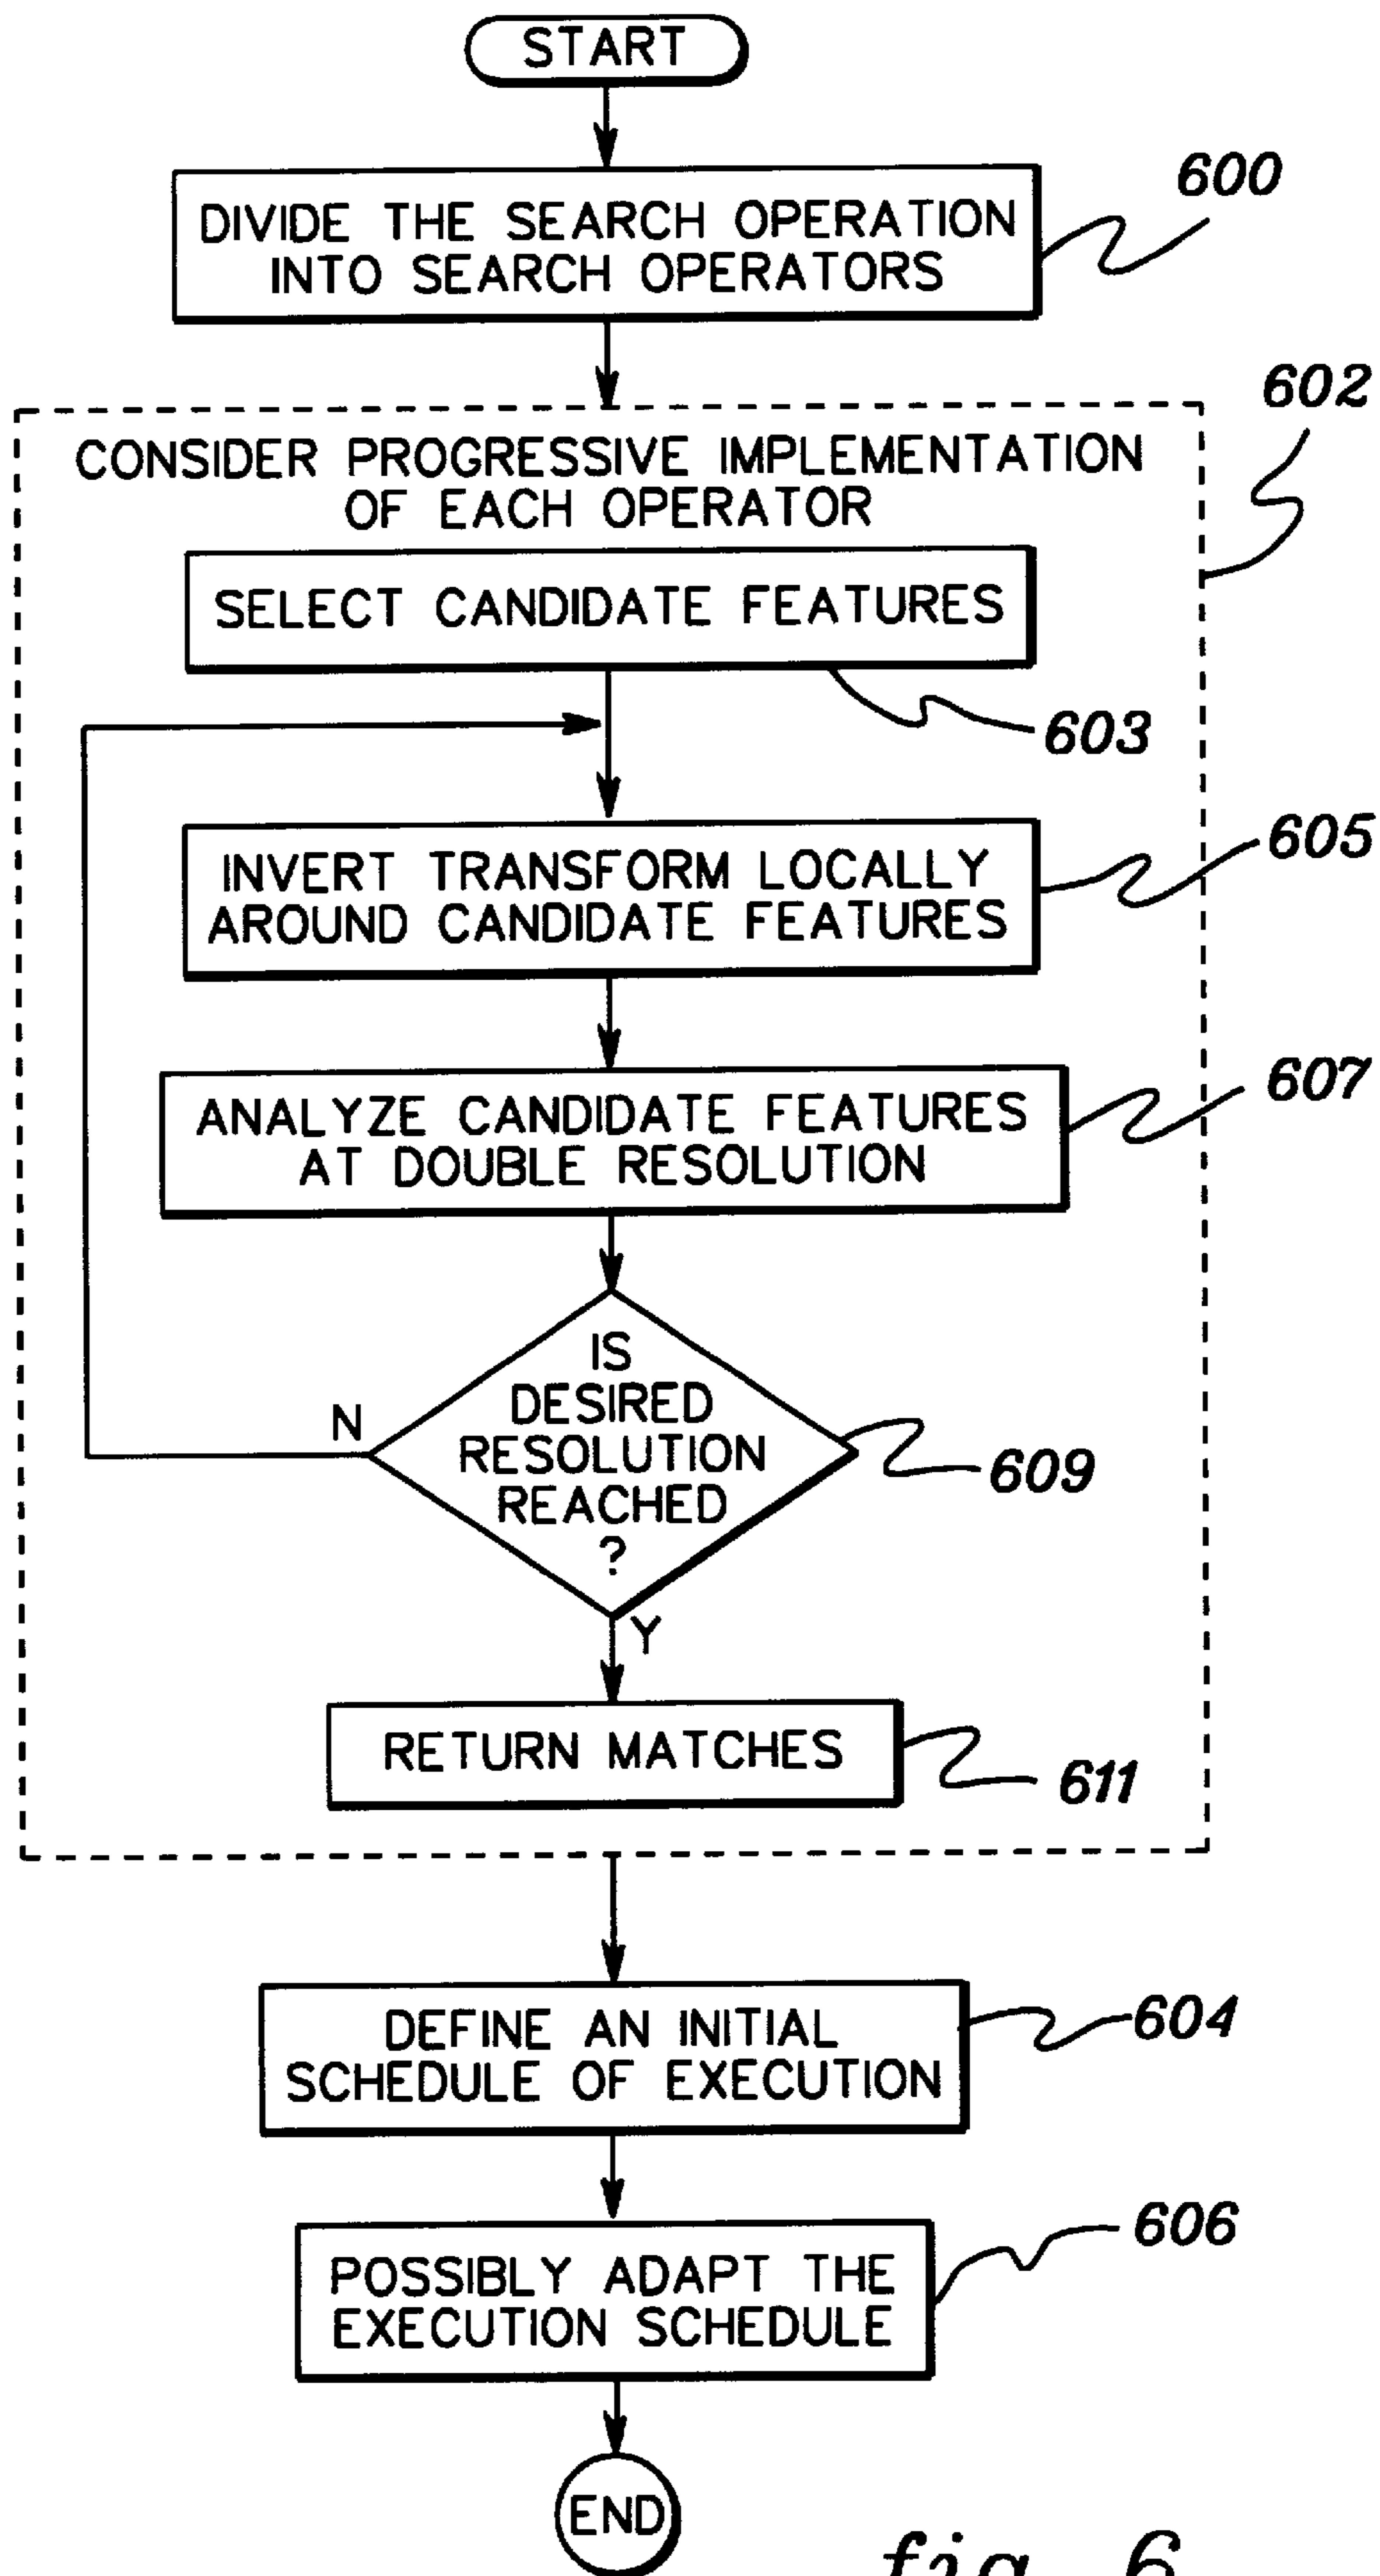 START
600
DIVIDE THE SEARCH OPERATION
INTO SEARCH OPERATORS
602
CONSIDER PROGRESSIVE IMPLEMENTATION
OF EACH OPERATOR
SELECT CANDIDATE FEATURES
603
INVERT TRANSFORM LOCALLY
AROUND CANDIDATE FEATURES
605
ANALYZE CANDIDATE FEATURES
AT DOUBLE RESOLUTION
607
IS
DESIRED
RESOLUTION
REACHED
?
N
609
Y
RETURN MATCHES
611
DEFINE AN INITIAL
SCHEDULE OF EXECUTION
604
606
POSSIBLY ADAPT THE
EXECUTION SCHEDULE
END
fig. 6